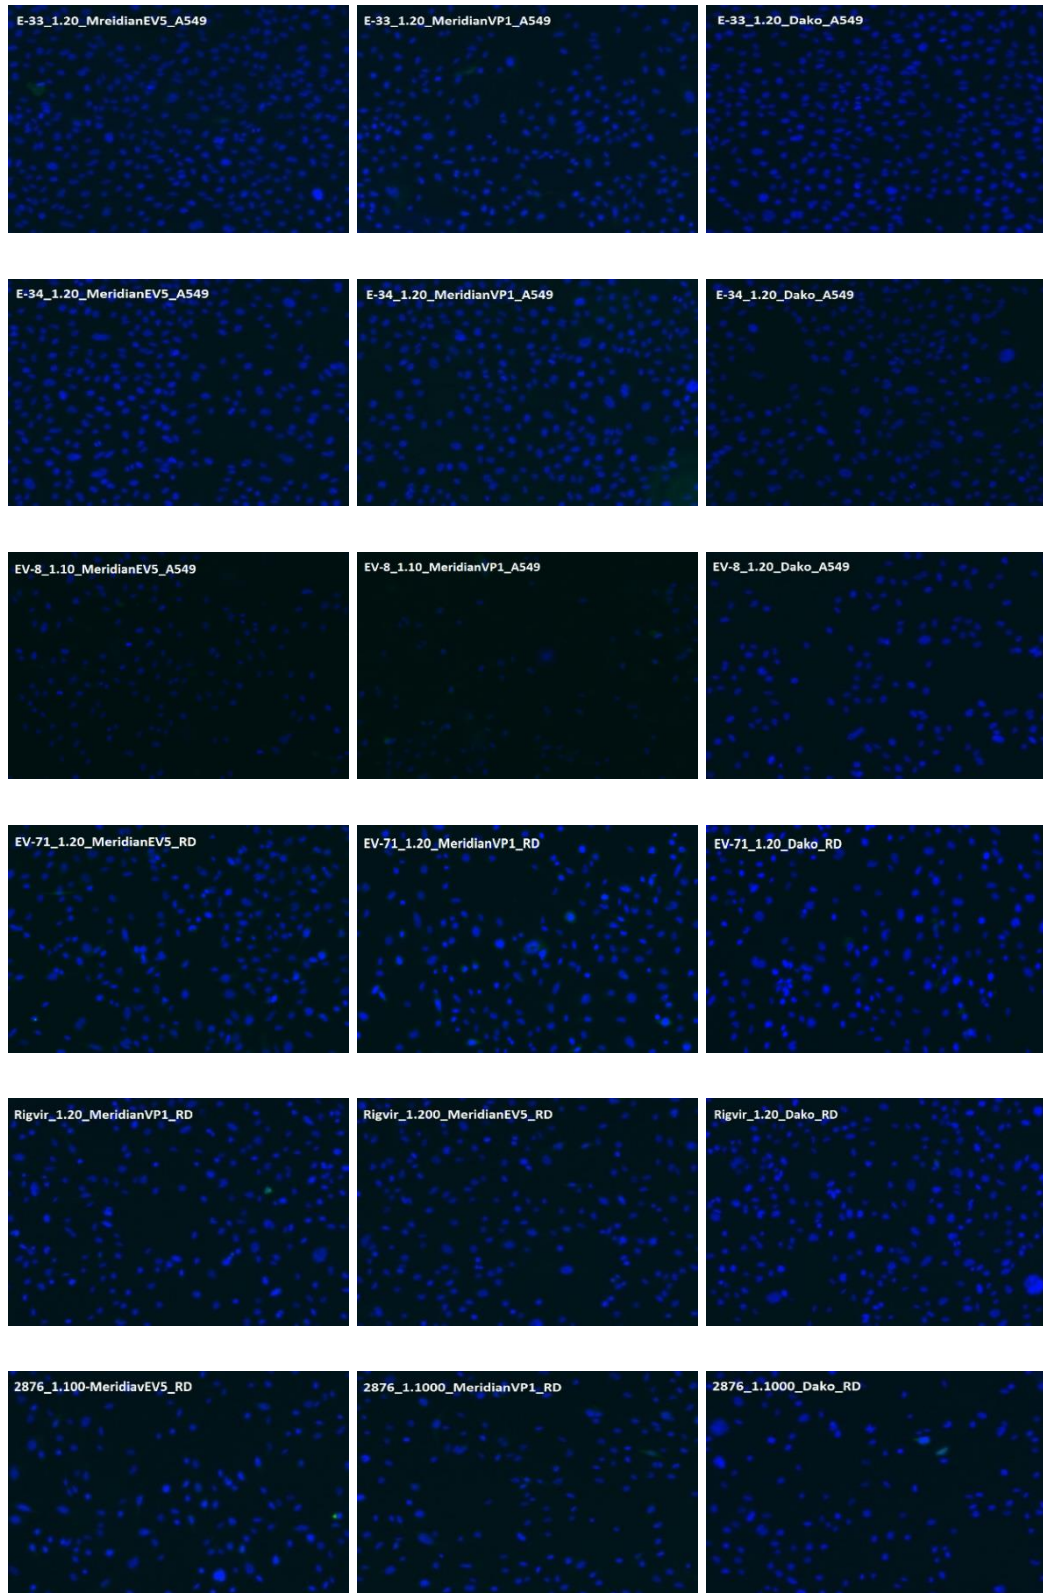 E-33_1.20_MreidianEV5_A549
E-33_1.20_MeridianVP1_A549
E-33_1.20_Dako_A549
E-34_1.20_MeridianEV5_A549
E-34_1.20_MeridianVP1_A549
E-34_1.20_Dako_A549
EV-8_1.10_MeridianEV5_A549
EV-8_1.10_MeridianVP1_A549
EV-8_1.20_Dako_A549
EV-71_1.20_MeridianEV5_RD
EV-71_1.20_MeridianVP1_RD
EV-71_1.20_Dako_RD
Rigvir_1.20_MeridianVP1_RD
Rigvir_1.200_MeridianEV5_RD
Rigvir_1.20_Dako_RD
2876_1.100-MeridiavEV5_RD
2876_1.1000_MeridianVP1_RD
2876_1.1000_Dako_RD